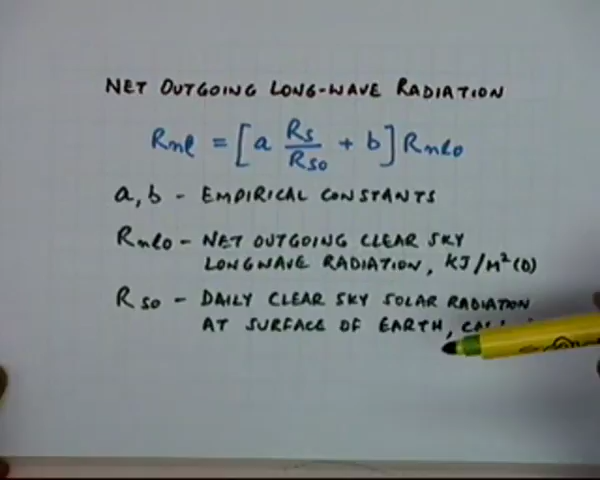 NET OUTGOING LONG-WAVE RADIATION
Rnl = [a Rs/Rso + b] Rnlo
a, b - EMPIRICAL CONSTANTS
Rnlo - NET OUTGOING CLEAR SKY
LONGWAVE RADIATION, KJ/M²(D)
Rso - DAILY CLEAR SKY SOLAR RADIATION
AT SURFACE OF EARTH,